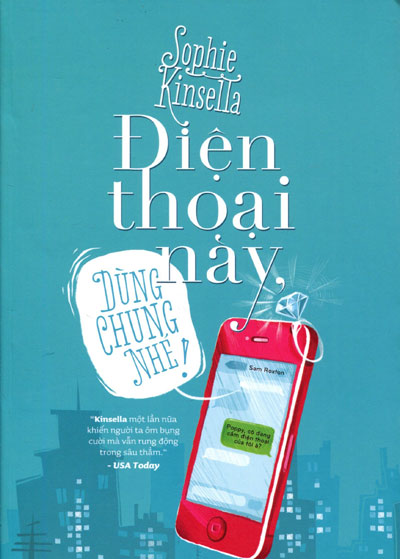 Sophie
Kinsella
Điện
thoại
này,
DÙNG
CHUNG
NHÉ!
Sam Roxton
Poppy, cô đang
cầm điện thoại
của tôi à?
"Kinsella một lần nữa
khiến người ta ôm bụng
cười mà vẫn rung động
trong sâu thẳm."
- USA Today